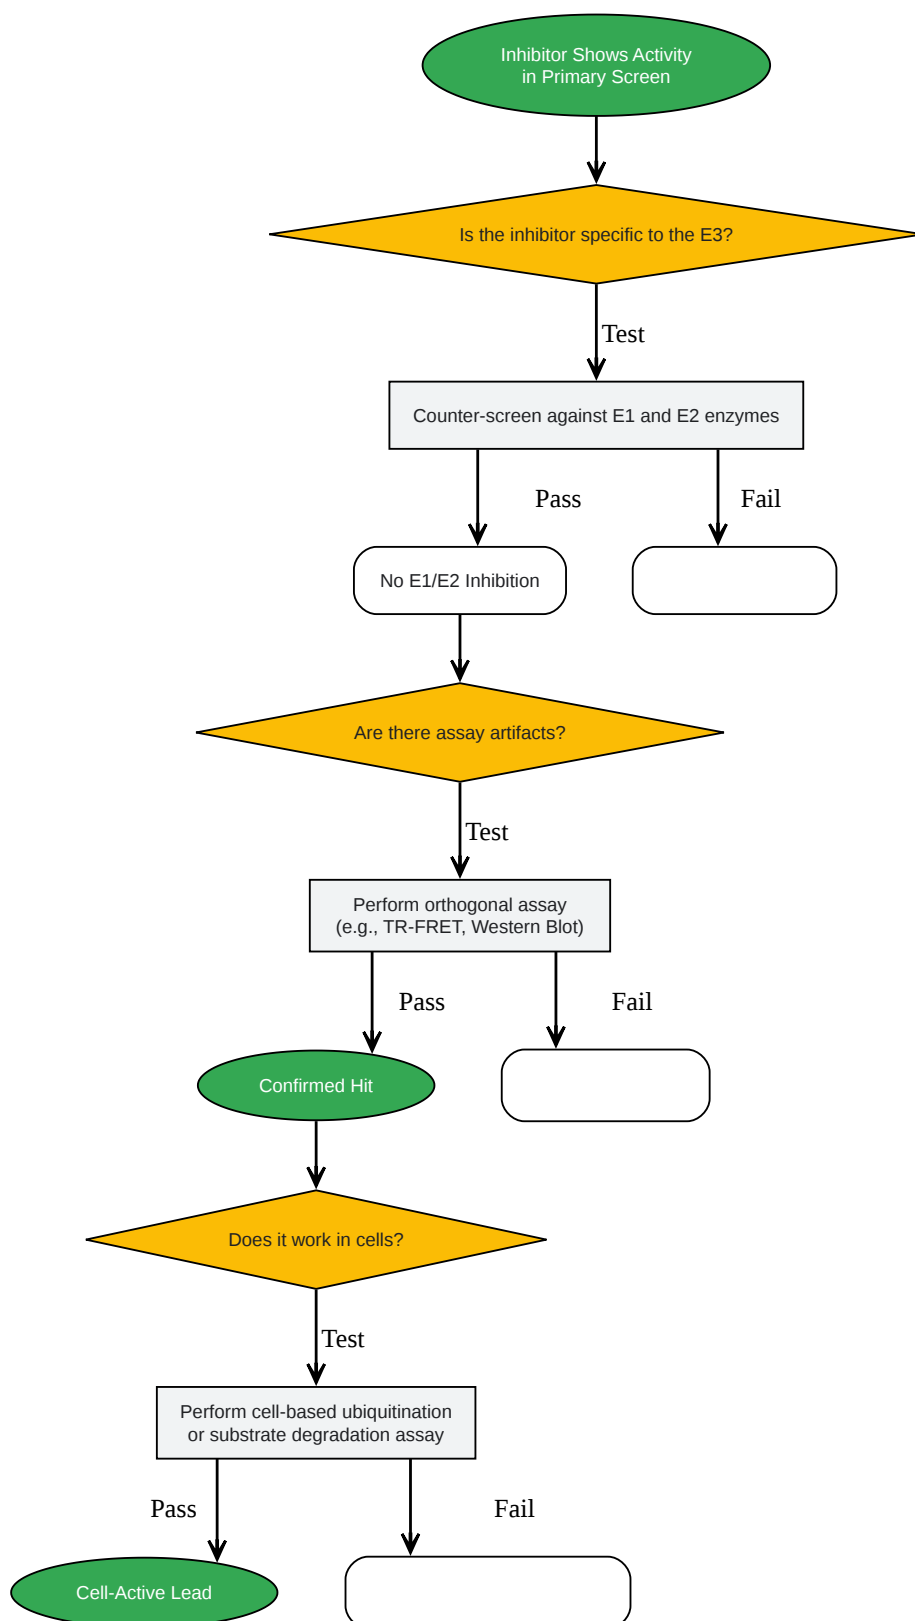 Inhibitor Shows Activity
in Primary Screen
Is the inhibitor specific to the E3?
Test
Counter-screen against E1 and E2 enzymes
Pass
Fail
No E1/E2 Inhibition
Are there assay artifacts?
Test
Perform orthogonal assay
(e.g., TR-FRET, Western Blot)
Pass
Fail
Confirmed Hit
Does it work in cells?
Test
Perform cell-based ubiquitination
or substrate degradation assay
Pass
Fail
Cell-Active Lead